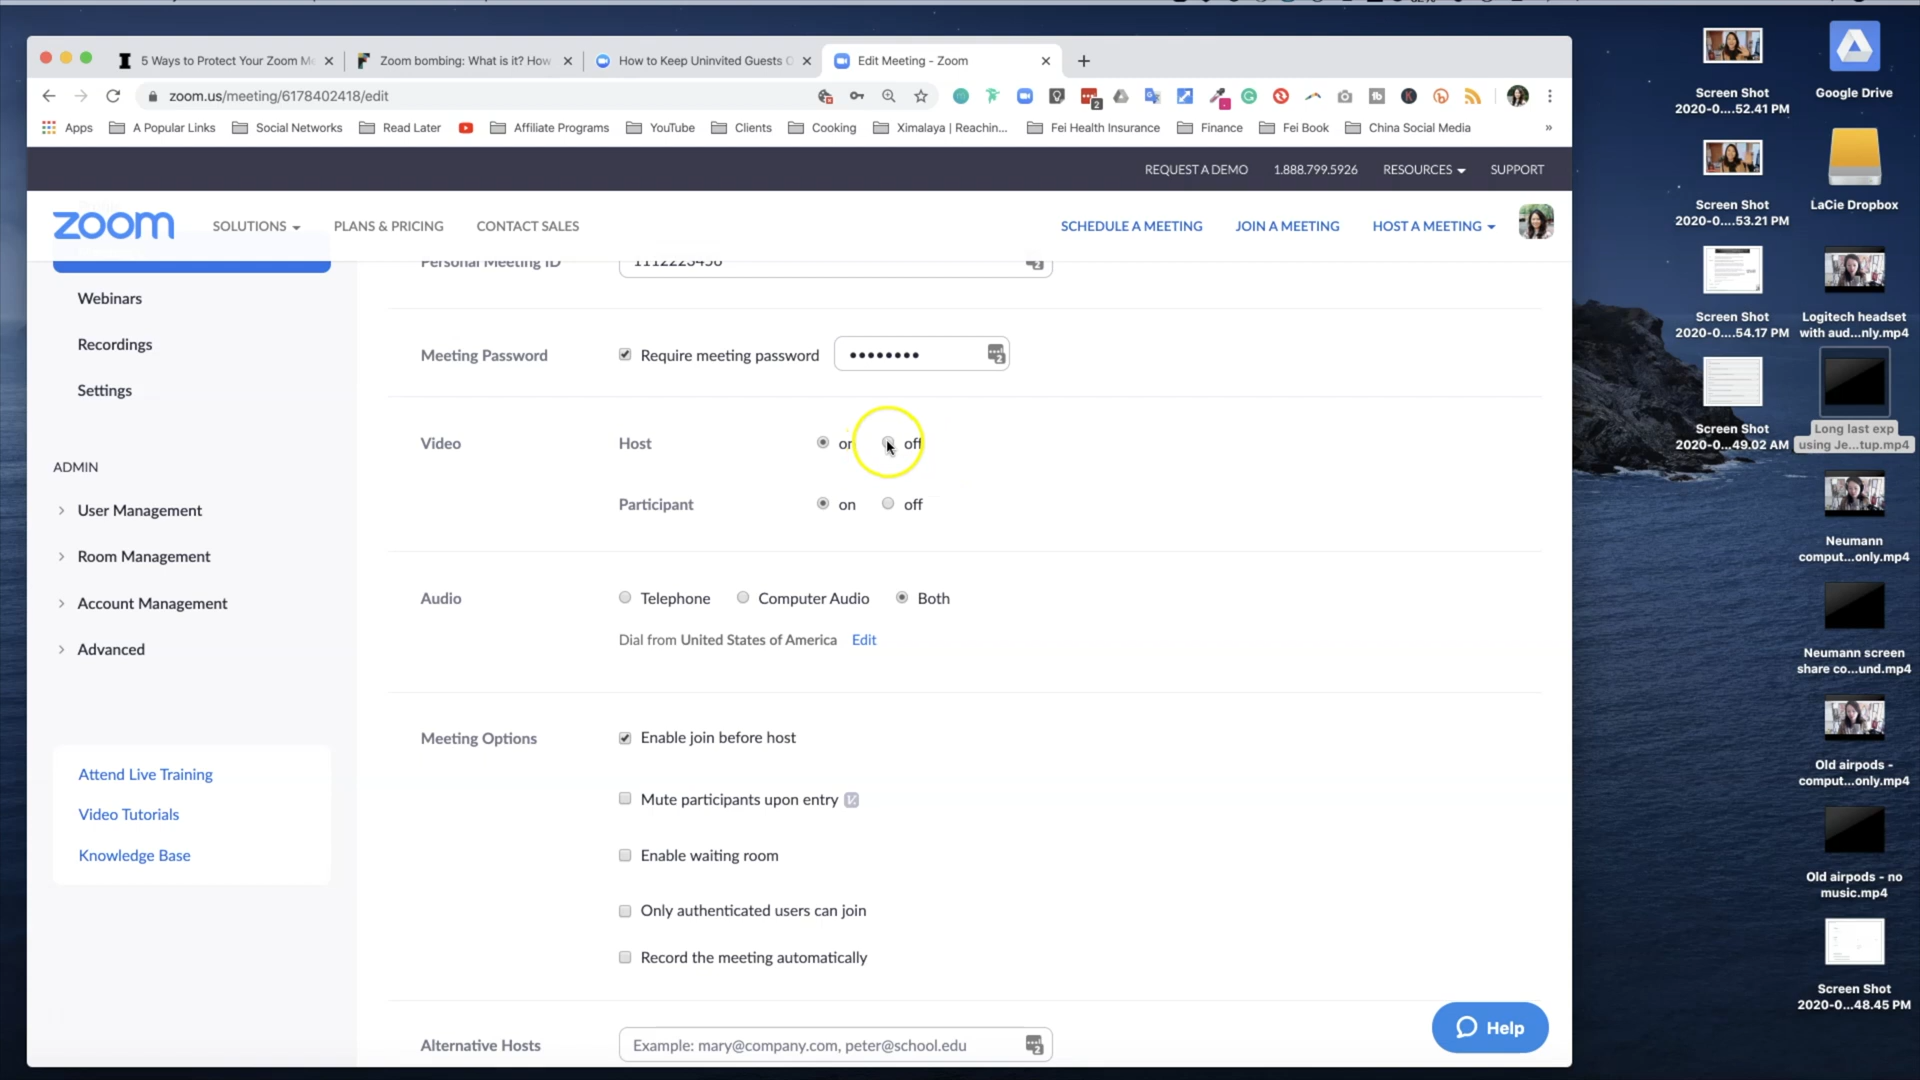 5 Ways to Protect Your Zoom M
Zoom bombing: What is it? How
How to Keep Uninvited Guests O
Edit Meeting - Zoom
zoom.us/meeting/6178402418/edit
Apps
A Popular Links
Social Networks
Read Later
Affiliate Programs
YouTube
Clients
Cooking
Ximalaya | Reachin...
Fei Health Insurance
Finance
Fei Book
China Social Media
REQUEST A DEMO
1.888.799.5926
RESOURCES
SUPPORT
zoom
SOLUTIONS
PLANS & PRICING
CONTACT SALES
SCHEDULE A MEETING
JOIN A MEETING
HOST A MEETING
Webinars
Recordings
Settings
ADMIN
User Management
Room Management
Account Management
Advanced
Attend Live Training
Video Tutorials
Knowledge Base
Personal Meeting ID
Meeting Password
Require meeting password
Video
Host
on
off
Participant
on
off
Audio
Telephone
Computer Audio
Both
Dial from United States of America Edit
Meeting Options
Enable join before host
Mute participants upon entry
Enable waiting room
Only authenticated users can join
Record the meeting automatically
Alternative Hosts
Example: mary@company.com, peter@school.edu
Help
Screen Shot
2020-0....52.41 PM
Google Drive
Screen Shot
2020-0....53.21 PM
LaCie Dropbox
Screen Shot
2020-0....54.17 PM
Logitech headset
with aud...nly.mp4
Screen Shot
2020-0...49.02 AM
Long last exp
using Je...tup.mp4
Neumann
comput...only.mp4
Neumann screen
share co...und.mp4
Old airpods -
comput...only.mp4
Old airpods - no
music.mp4
Screen Shot
2020-0...48.45 PM